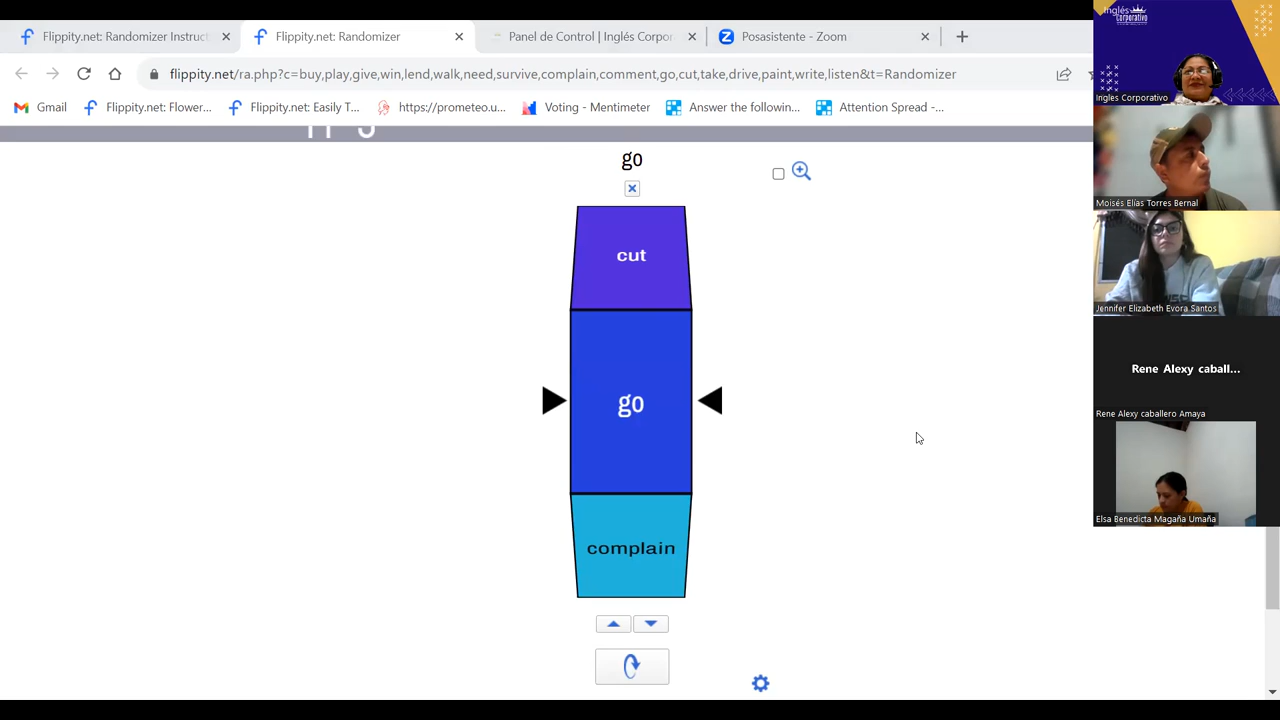 Flippity.net: Randomizer Instruct
Flippity.net: Randomizer
Panel de Control | Inglés Corpor
Posasistente - Zoom
flippity.net/ra.php?c=buy,play,give,win,lend,walk,need,survive,complain,comment,go,cut,take,drive,paint,write,listen&t=Randomizer
Gmail
Flippity.net: Flower...
Flippity.net: Easily T...
https://prometeo.u...
Voting - Mentimeter
Answer the followin...
Attention Spread -...
go
cut
go
complain
Inglés
Corporativo
Ingles Corporativo
Moisés Elías Torres Bernal
Jennifer Elizabeth Evora Santos
Rene Alexy caball...
Rene Alexy caballero Amaya
Elsa Benedicta Magaña Umaña